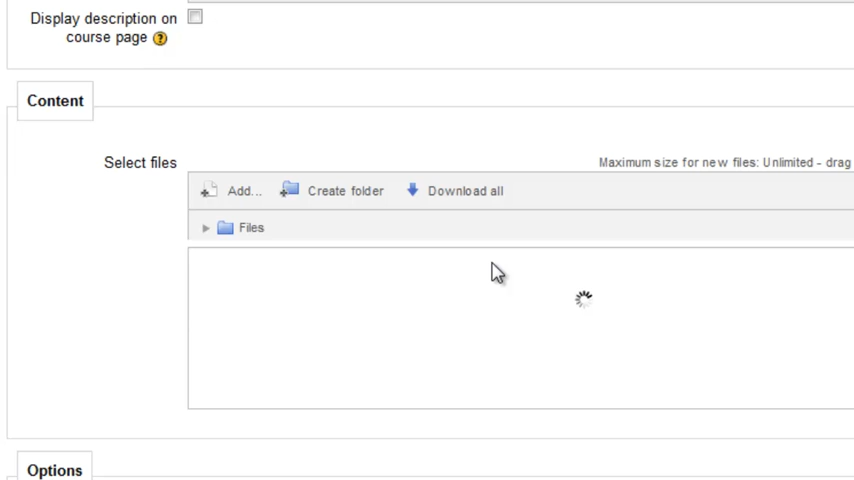 Display description on
course page
Content
Select files
Maximum size for new files: Unlimited - drag
Add... Create folder Download all
Files
Options